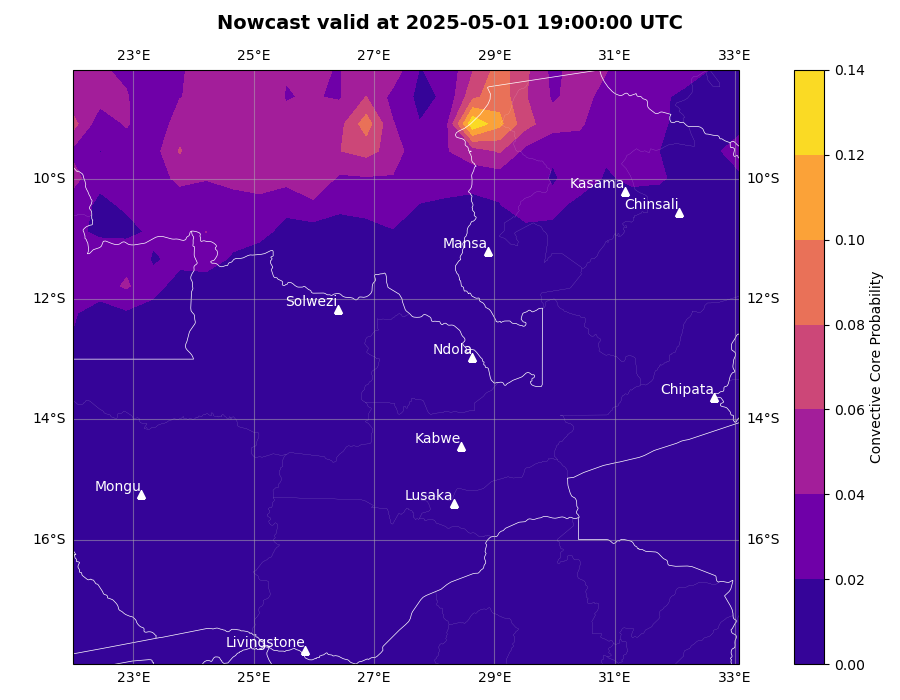 Nowcast valid at 2025-05-01 19:00:00 UTC
23°E 25°E 27°E 29°E 31°E 33°E
0.14
0.12
10°S 10°S
Kasama
Chinsali
0.10
Mansa
12°S 12°S
Solwezi
0.08
Ndola
Convective Core Probability
Chipata
0.06
14°S 14°S
Kabwe
Mongu
Lusaka
0.04
16°S 16°S
0.02
Livingstone
0.00
23°E 25°E 27°E 29°E 31°E 33°E